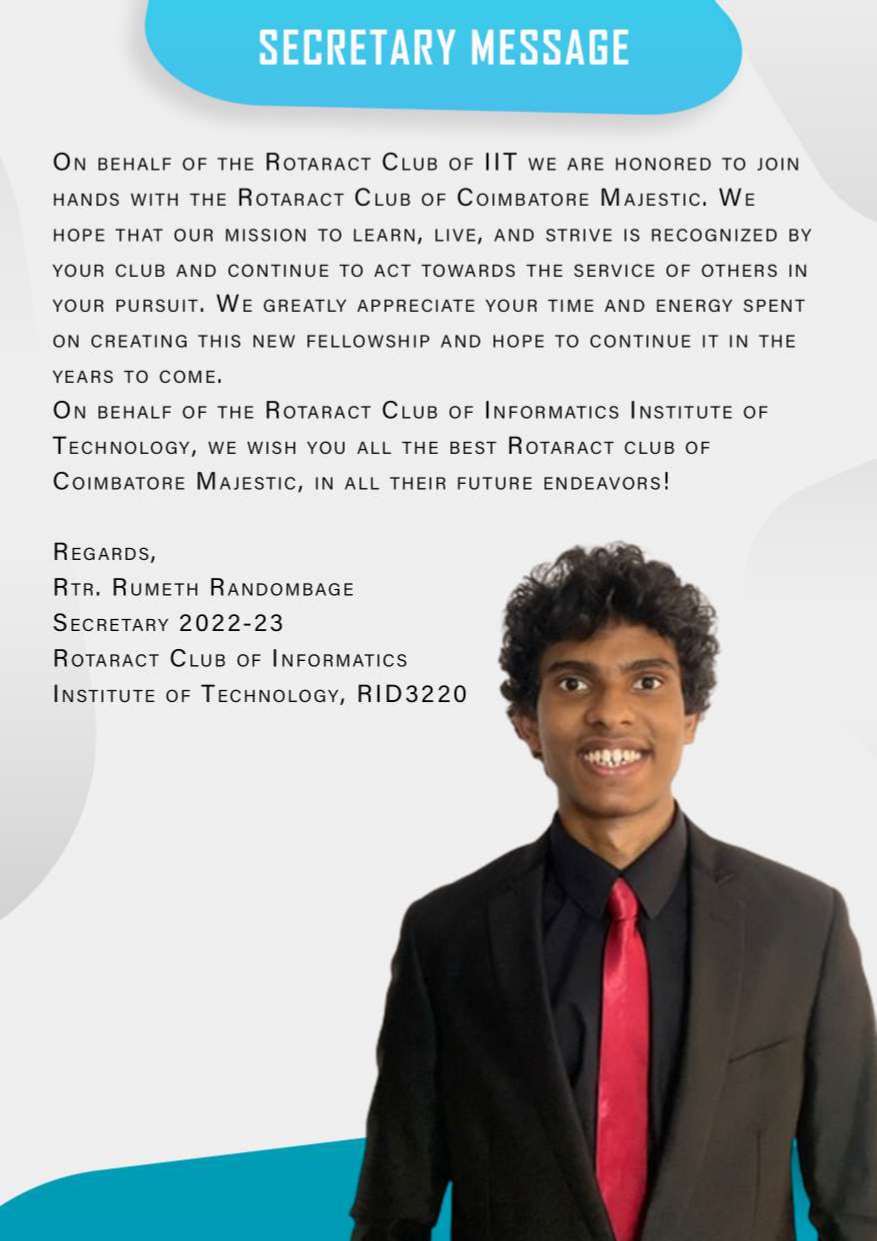 SECRETARY MESSAGE
On behalf of the Rotaract Club of IIT we are honored to join
hands with the Rotaract Club of Coimbatore Majestic. We
hope that our mission to learn, live, and strive is recognized by
your club and continue to act towards the service of others in
your pursuit. We greatly appreciate your time and energy spent
on creating this new fellowship and hope to continue it in the
years to come.
On behalf of the Rotaract Club of Informatics Institute of
Technology, we wish you all the best Rotaract club of
Coimbatore Majestic, in all their future endeavors!
Regards,
Rtr. Rumeth Randombage
Secretary 2022-23
Rotaract Club of Informatics
Institute of Technology, RID3220